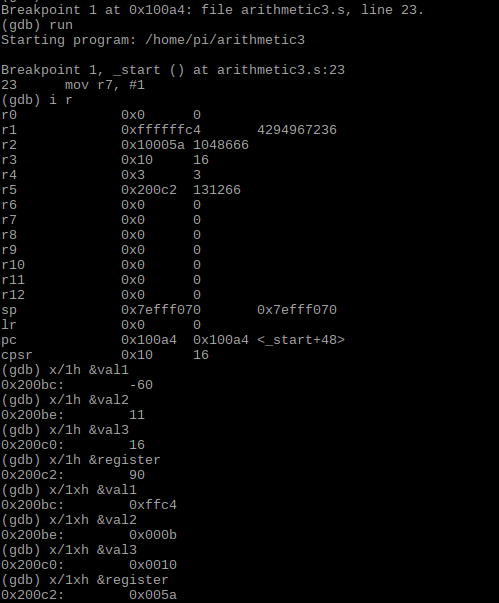 Breakpoint 1 at 0x100a4: file arithmetic3.s, line 23.
(gdb) run
Starting program: /home/pi/arithmetic3
Breakpoint 1, _start () at arithmetic3.s:23
23 mov r7, #1
(gdb) i r
r0 0x0 0
r1 0xffffffc4 4294967236
r2 0x10005a 1048666
r3 0x10 16
r4 0x3 3
r5 0x200c2 131266
r6 0x0 0
r7 0x0 0
r8 0x0 0
r9 0x0 0
r10 0x0 0
r11 0x0 0
r12 0x0 0
sp 0x7efff070 0x7efff070
lr 0x0 0
pc 0x100a4 0x100a4 <_start+48>
cpsr 0x10 16
(gdb) x/1h &val1
0x200bc: -60
(gdb) x/1h &val2
0x200be: 11
(gdb) x/1h &val3
0x200c0: 16
(gdb) x/1h &register
0x200c2: 90
(gdb) x/1xh &val1
0x200bc: 0xffc4
(gdb) x/1xh &val2
0x200be: 0x000b
(gdb) x/1xh &val3
0x200c0: 0x0010
(gdb) x/1xh &register
0x200c2: 0x005a